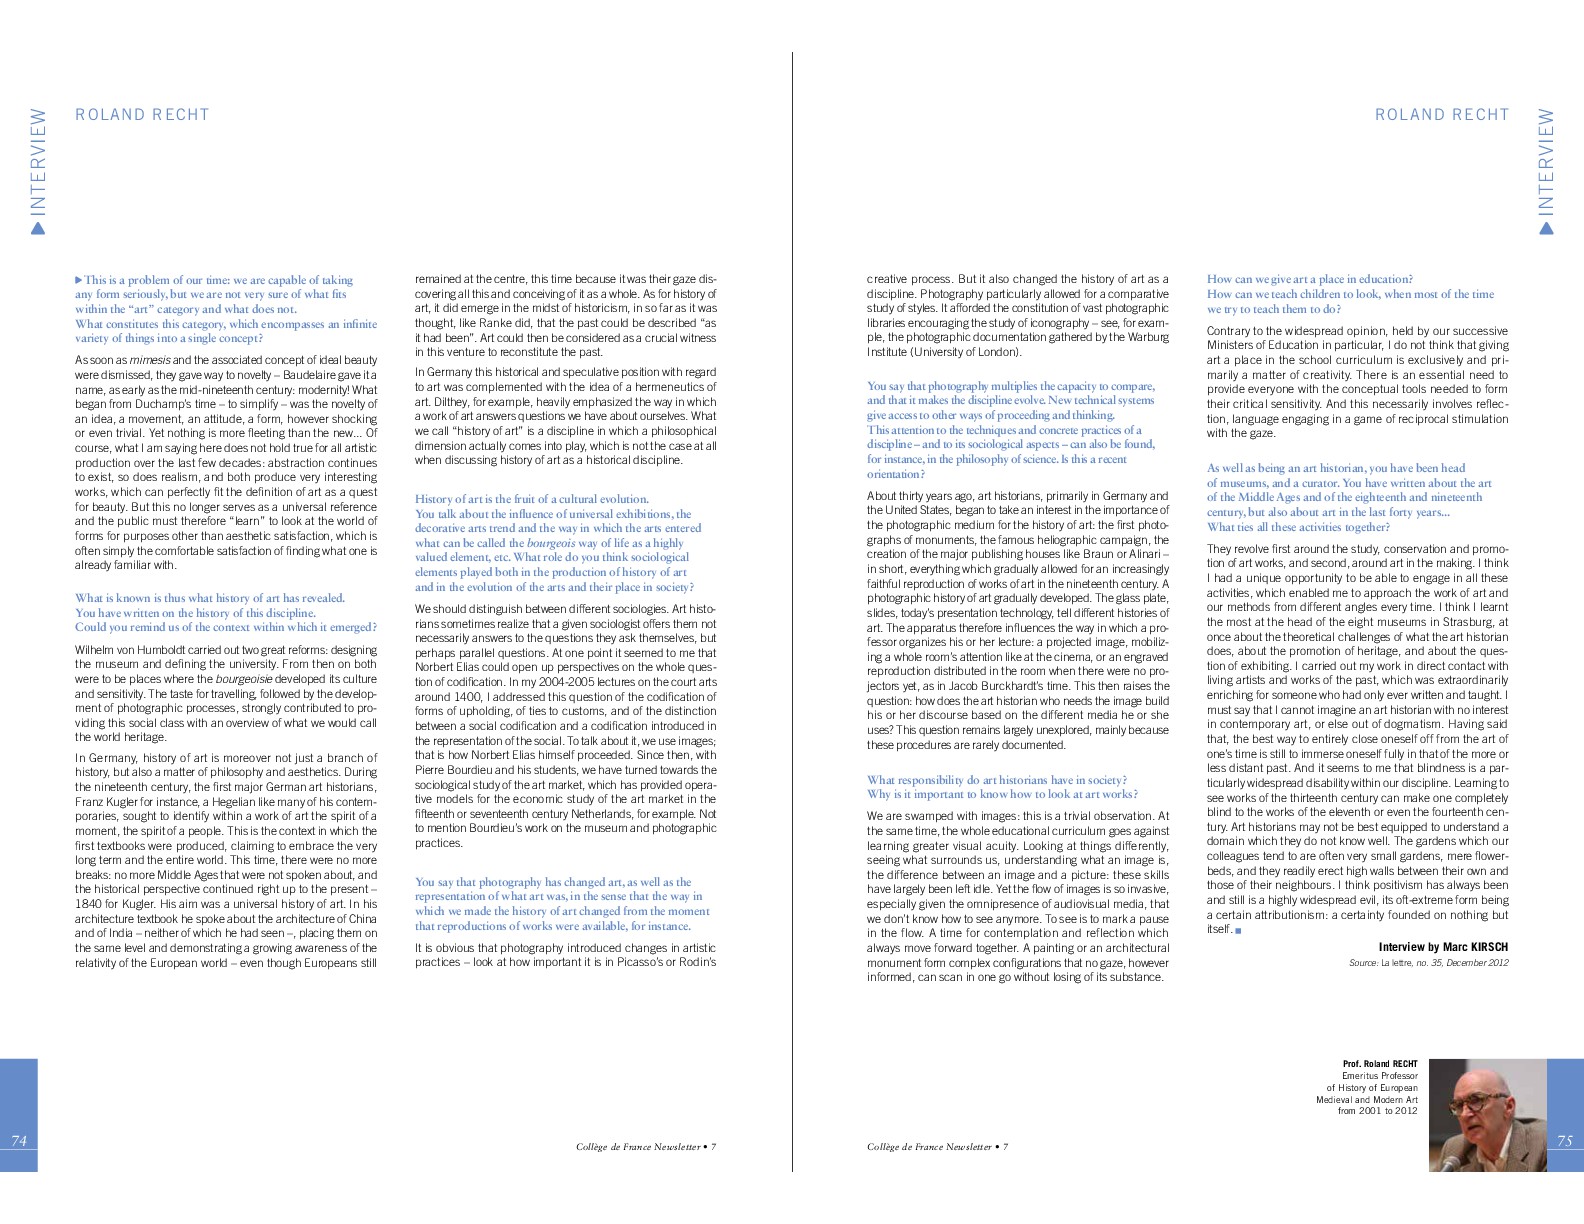 INTERVIEW
ROLAND RECHT
This is a problem of our time: we are capable of taking
any form seriously, but we are not very sure of what fits
within the “art” category and what does not.
What constitutes this category, which encompasses an infinite
variety of things into a single concept?
As soon as mimesis and the associated concept of ideal beauty
were dismissed, they gave way to novelty – Baudelaire gave it a
name, as early as the mid-nineteenth century: modernity! What
began from Duchamp’s time – to simplify – was the novelty of
an idea, a movement, an attitude, a form, however shocking
or even trivial. Yet nothing is more fleeting than the new... Of
course, what I am saying here does not hold true for all artistic
production over the last few decades: abstraction continues
to exist, so does realism, and both produce very interesting
works, which can perfectly fit the definition of art as a quest
for beauty. But this no longer serves as a universal reference
and the public must therefore “learn” to look at the world of
forms for purposes other than aesthetic satisfaction, which is
often simply the comfortable satisfaction of finding what one is
already familiar with.
What is known is thus what history of art has revealed.
You have written on the history of this discipline.
Could you remind us of the context within which it emerged?
Wilhelm von Humboldt carried out two great reforms: designing
the museum and defining the university. From then on both
were to be places where the bourgeoisie developed its culture
and sensitivity. The taste for travelling, followed by the develop-
ment of photographic processes, strongly contributed to pro-
viding this social class with an overview of what we would call
the world heritage.
In Germany, history of art is moreover not just a branch of
history, but also a matter of philosophy and aesthetics. During
the nineteenth century, the first major German art historians,
Franz Kugler for instance, a Hegelian like many of his contem-
poraries, sought to identify within a work of art the spirit of a
moment, the spirit of a people. This is the context in which the
first textbooks were produced, claiming to embrace the very
long term and the entire world. This time, there were no more
breaks: no more Middle Ages that were not spoken about, and
the historical perspective continued right up to the present –
1840 for Kugler. His aim was a universal history of art. In his
architecture textbook he spoke about the architecture of China
and of India – neither of which he had seen –, placing them on
the same level and demonstrating a growing awareness of the
relativity of the European world – even though Europeans still
remained at the centre, this time because it was their gaze dis-
covering all this and conceiving of it as a whole. As for history of
art, it did emerge in the midst of historicism, in so far as it was
thought, like Ranke did, that the past could be described “as
it had been”. Art could then be considered as a crucial witness
in this venture to reconstitute the past.
In Germany this historical and speculative position with regard
to art was complemented with the idea of a hermeneutics of
art. Dilthey, for example, heavily emphasized the way in which
a work of art answers questions we have about ourselves. What
we call “history of art” is a discipline in which a philosophical
dimension actually comes into play, which is not the case at all
when discussing history of art as a historical discipline.
History of art is the fruit of a cultural evolution.
You talk about the influence of universal exhibitions, the
decorative arts trend and the way in which the arts entered
what can be called the bourgeois way of life as a highly
valued element, etc. What role do you think sociological
elements played both in the production of history of art
and in the evolution of the arts and their place in society?
We should distinguish between different sociologies. Art histo-
rians sometimes realize that a given sociologist offers them not
necessarily answers to the questions they ask themselves, but
perhaps parallel questions. At one point it seemed to me that
Norbert Elias could open up perspectives on the whole ques-
tion of codification. In my 2004-2005 lectures on the court arts
around 1400, I addressed this question of the codification of
forms of upholding, of ties to customs, and of the distinction
between a social codification and a codification introduced in
the representation of the social. To talk about it, we use images;
that is how Norbert Elias himself proceeded. Since then, with
Pierre Bourdieu and his students, we have turned towards the
sociological study of the art market, which has provided opera-
tive models for the economic study of the art market in the
fifteenth or seventeenth century Netherlands, for example. Not
to mention Bourdieu’s work on the museum and photographic
practices.
You say that photography has changed art, as well as the
representation of what art was, in the sense that the way in
which we made the history of art changed from the moment
that reproductions of works were available, for instance.
It is obvious that photography introduced changes in artistic
practices – look at how important it is in Picasso’s or Rodin’s
74
Collège de France Newsletter • 7
ROLAND RECHT
INTERVIEW
creative process. But it also changed the history of art as a
discipline. Photography particularly allowed for a comparative
study of styles. It afforded the constitution of vast photographic
libraries encouraging the study of iconography – see, for exam-
ple, the photographic documentation gathered by the Warburg
Institute (University of London).
You say that photography multiplies the capacity to compare,
and that it makes the discipline evolve. New technical systems
give access to other ways of proceeding and thinking.
This attention to the techniques and concrete practices of a
discipline – and to its sociological aspects – can also be found,
for instance, in the philosophy of science. Is this a recent
orientation?
About thirty years ago, art historians, primarily in Germany and
the United States, began to take an interest in the importance of
the photographic medium for the history of art: the first photo-
graphs of monuments, the famous heliographic campaign, the
creation of the major publishing houses like Braun or Alinari –
in short, everything which gradually allowed for an increasingly
faithful reproduction of works of art in the nineteenth century. A
photographic history of art gradually developed. The glass plate,
slides, today’s presentation technology, tell different histories of
art. The apparatus therefore influences the way in which a pro-
fessor organizes his or her lecture: a projected image, mobiliz-
ing a whole room’s attention like at the cinema, or an engraved
reproduction distributed in the room when there were no pro-
jectors yet, as in Jacob Burckhardt’s time. This then raises the
question: how does the art historian who needs the image build
his or her discourse based on the different media he or she
uses? This question remains largely unexplored, mainly because
these procedures are rarely documented.
What responsibility do art historians have in society?
Why is it important to know how to look at art works?
We are swamped with images: this is a trivial observation. At
the same time, the whole educational curriculum goes against
learning greater visual acuity. Looking at things differently,
seeing what surrounds us, understanding what an image is,
the difference between an image and a picture: these skills
have largely been left idle. Yet the flow of images is so invasive,
especially given the omnipresence of audiovisual media, that
we don’t know how to see anymore. To see is to mark a pause
in the flow. A time for contemplation and reflection which
always move forward together. A painting or an architectural
monument form complex configurations that no gaze, however
informed, can scan in one go without losing of its substance.
How can we give art a place in education?
How can we teach children to look, when most of the time
we try to teach them to do?
Contrary to the widespread opinion, held by our successive
Ministers of Education in particular, I do not think that giving
art a place in the school curriculum is exclusively and pri-
marily a matter of creativity. There is an essential need to
provide everyone with the conceptual tools needed to form
their critical sensitivity. And this necessarily involves reflec-
tion, language engaging in a game of reciprocal stimulation
with the gaze.
As well as being an art historian, you have been head
of museums, and a curator. You have written about the art
of the Middle Ages and of the eighteenth and nineteenth
century, but also about art in the last forty years...
What ties all these activities together?
They revolve first around the study, conservation and promo-
tion of art works, and second, around art in the making. I think
I had a unique opportunity to be able to engage in all these
activities, which enabled me to approach the work of art and
our methods from different angles every time. I think I learnt
the most at the head of the eight museums in Strasburg, at
once about the theoretical challenges of what the art historian
does, about the promotion of heritage, and about the ques-
tion of exhibiting. I carried out my work in direct contact with
living artists and works of the past, which was extraordinarily
enriching for someone who had only ever written and taught. I
must say that I cannot imagine an art historian with no interest
in contemporary art, or else out of dogmatism. Having said
that, the best way to entirely close oneself off from the art of
one’s time is still to immerse oneself fully in that of the more or
less distant past. And it seems to me that blindness is a par-
ticularly widespread disability within our discipline. Learning to
see works of the thirteenth century can make one completely
blind to the works of the eleventh or even the fourteenth cen-
tury. Art historians may not be best equipped to understand a
domain which they do not know well. The gardens which our
colleagues tend to are often very small gardens, mere flower-
beds, and they readily erect high walls between their own and
those of their neighbours. I think positivism has always been
and still is a highly widespread evil, its oft-extreme form being
a certain attributionism: a certainty founded on nothing but
itself.
Interview by Marc KIRSCH
Source: La lettre, no. 35, December 2012
Prof. Roland RECHT
Emeritus Professor
of History of European
Medieval and Modern Art
from 2001 to 2012
Collège de France Newsletter • 7
75